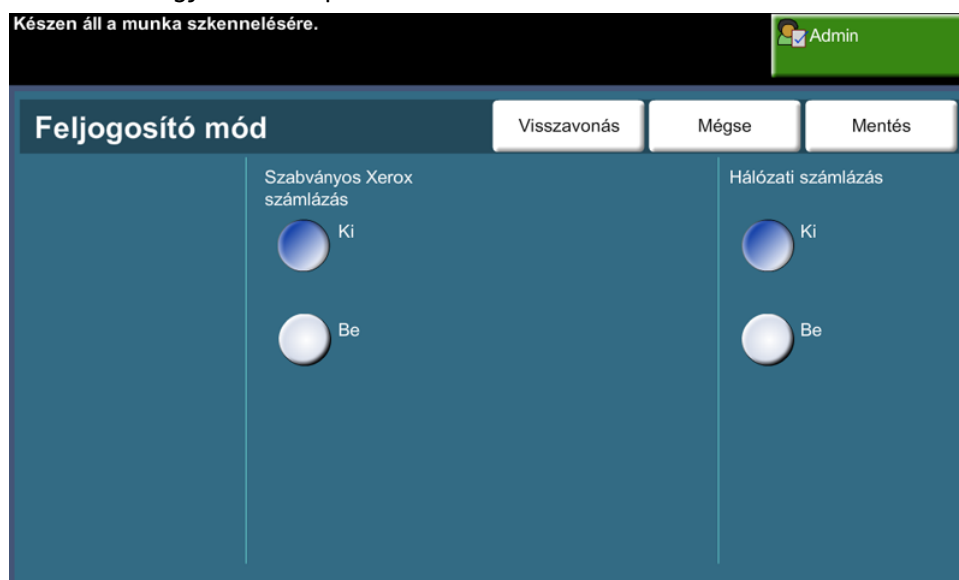 Készen áll a munka szkennelésére.
Admin
Feljogosító mód
Visszavonás
Mégse
Mentés
Szabványos Xerox
számlázás
Ki
Be
Hálózati számlázás
Ki
Be